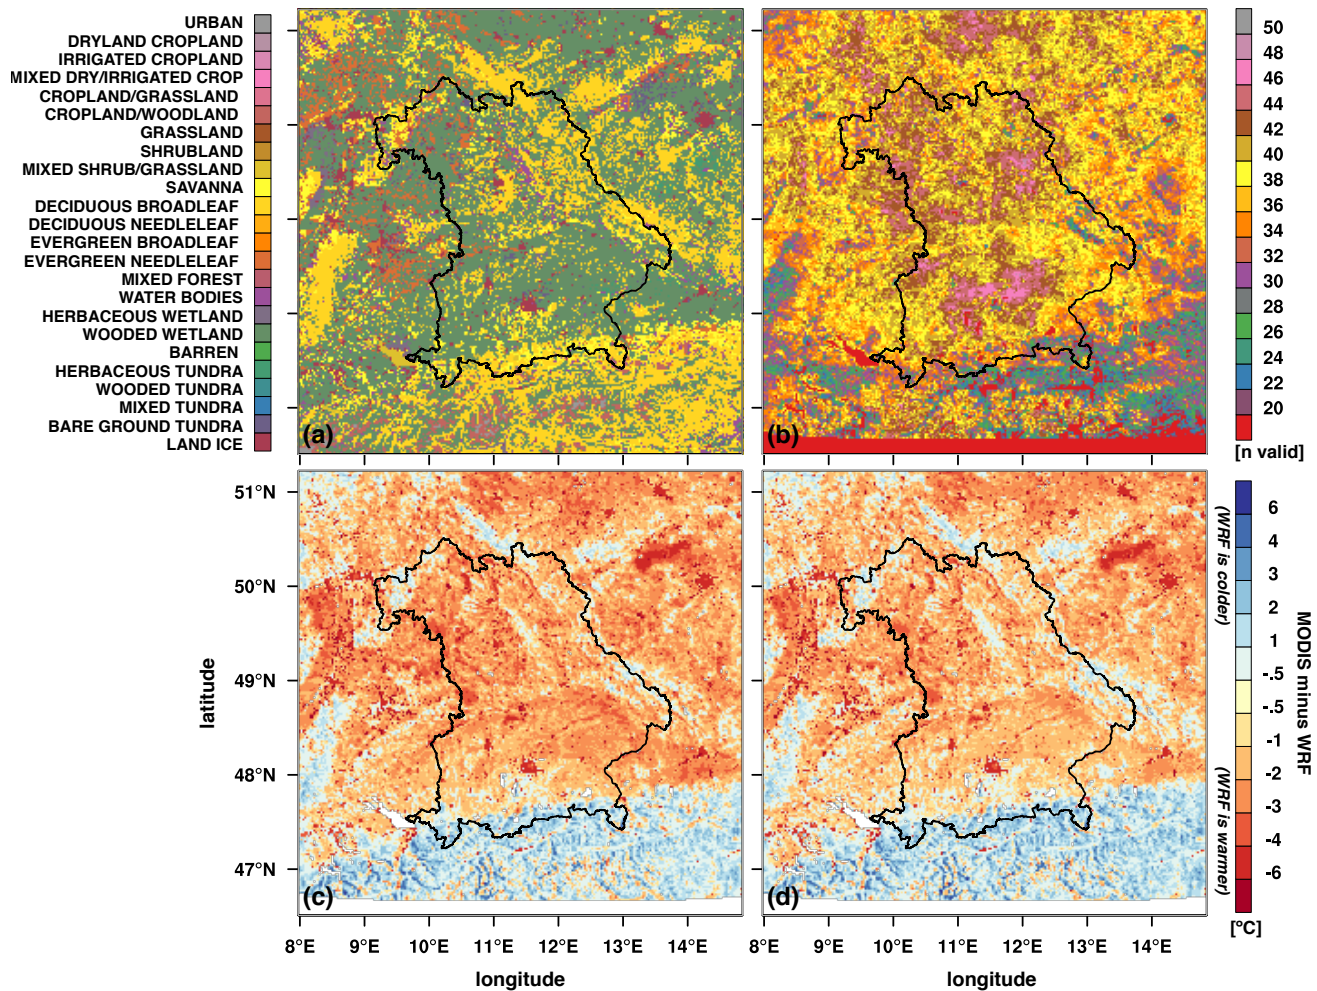 URBAN
DRYLAND CROPLAND
IRRIGATED CROPLAND
MIXED DRY/IRRIGATED CROP
CROPLAND/GRASSLAND
CROPLAND/WOODLAND
GRASSLAND
SHRUBLAND
MIXED SHRUB/GRASSLAND
SAVANNA
DECIDUOUS BROADLEAF
DECIDUOUS NEEDLELEAF
EVERGREEN BROADLEAF
EVERGREEN NEEDLELEAF
MIXED FOREST
WATER BODIES
HERBACEOUS WETLAND
WOODED WETLAND
BARREN
HERBACEOUS TUNDRA
WOODED TUNDRA
MIXED TUNDRA
BARE GROUND TUNDRA
LAND ICE
(a)
(b)
50
48
46
44
42
40
38
36
34
32
30
28
26
24
22
20
[n valid]
51°N
50°N
49°N
48°N
47°N
latitude
(c)
(d)
8°E 9°E 10°E 11°E 12°E 13°E 14°E
longitude
8°E 9°E 10°E 11°E 12°E 13°E 14°E
longitude
(WRF is colder)
(WRF is warmer)
6
4
3
2
1
.5
-.5
-1
-2
-3
-4
-6
MODIS minus WRF
[°C]